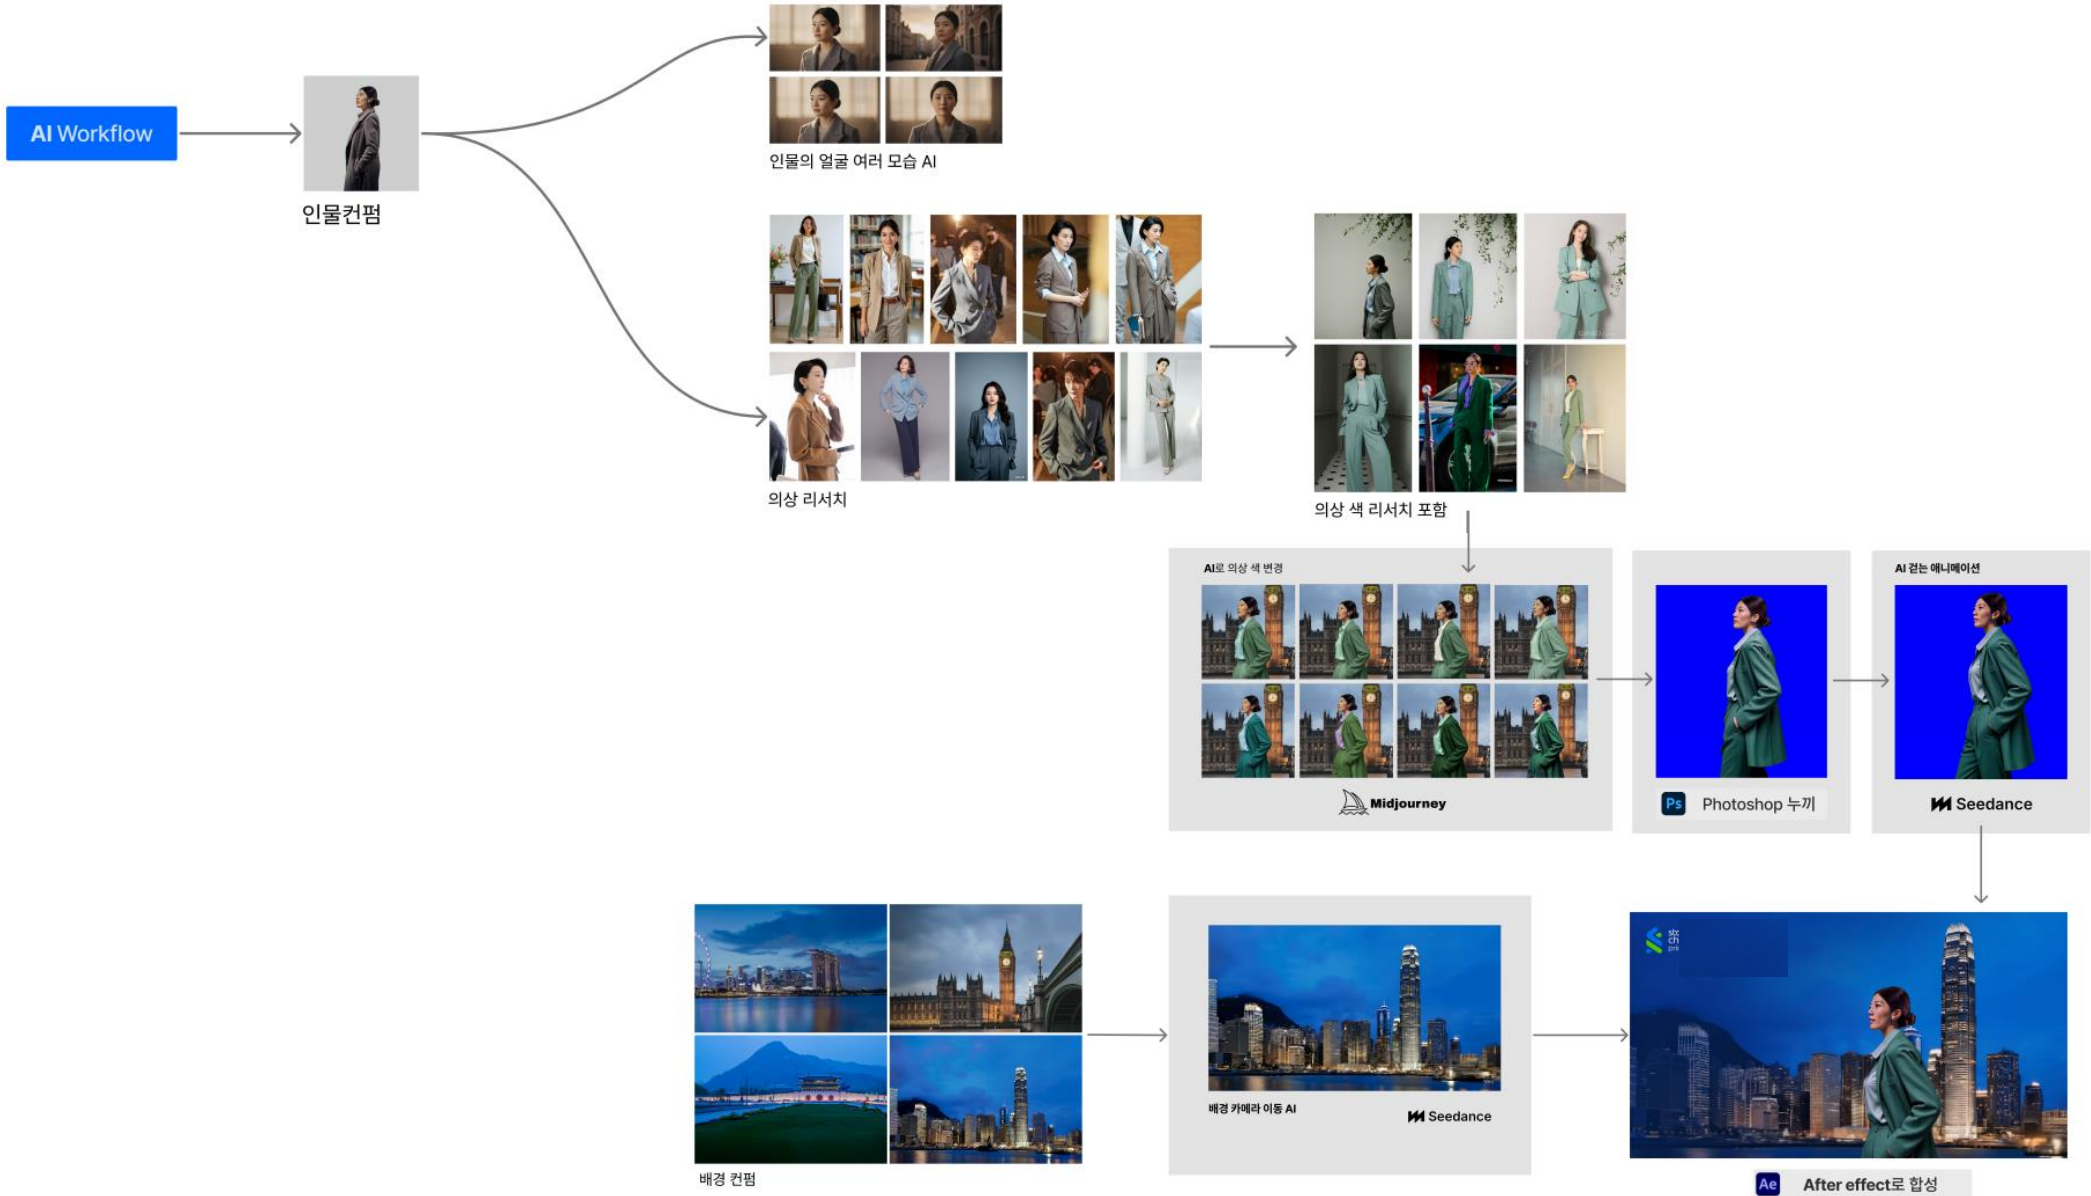 AI Workflow
인물컨펌
인물의 얼굴 여러 모습 AI
의상 리서치
의상 색 리서치 포함
AI로 의상 색 변경
Midjourney
Ps Photoshop 누끼
AI 걷는 애니메이션
Seedance
배경 컨펌
배경 카메라 이동 AI
Seedance
Ae After effect로 합성